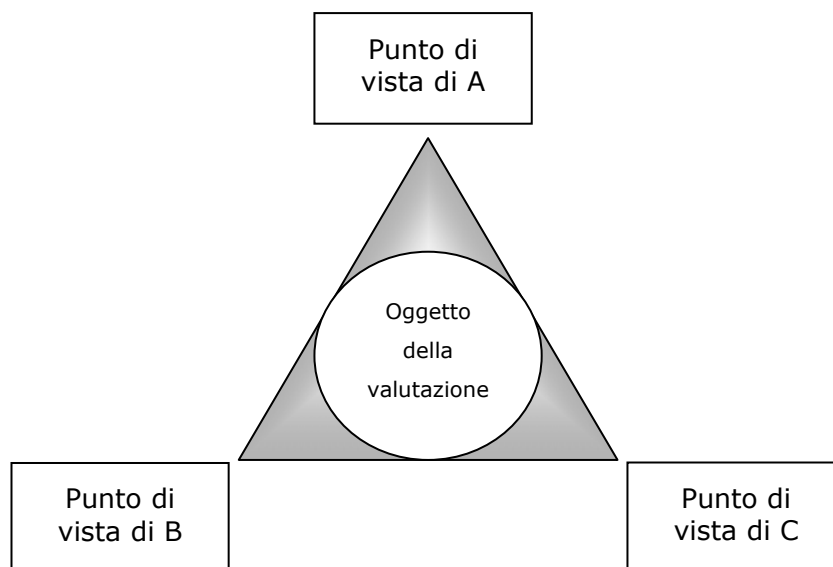 Punto di
vista di A
Oggetto
della
valutazione
Punto di
vista di B
Punto di
vista di C